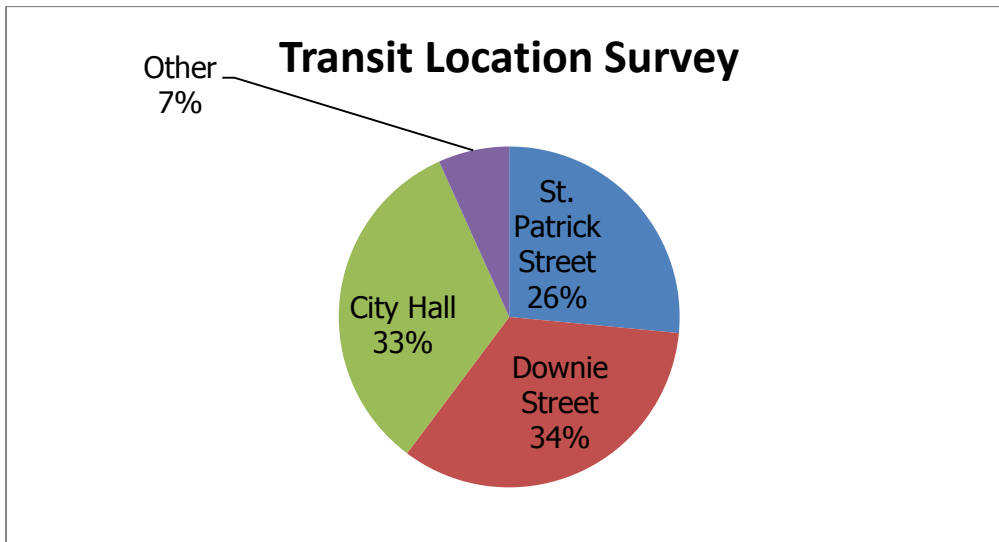 Transit Location Survey
Other
7%
St.
Patrick
Street
26%
City Hall
33%
Downie
Street
34%